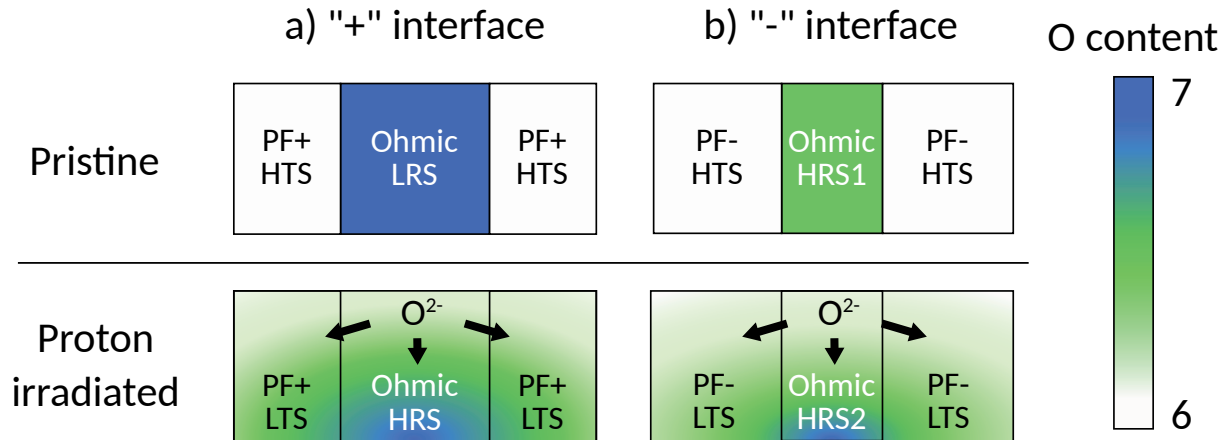 a) "+" interface
b) "-" interface
O content
Pristine
PF+
HTS
Ohmic
LRS
PF+
HTS
PF-
HTS
Ohmic
HRS1
PF-
HTS
7
6
Proton
irradiated
O²⁻
PF+
LTS
Ohmic
HRS
PF+
LTS
O²⁻
PF-
LTS
Ohmic
HRS2
PF-
LTS